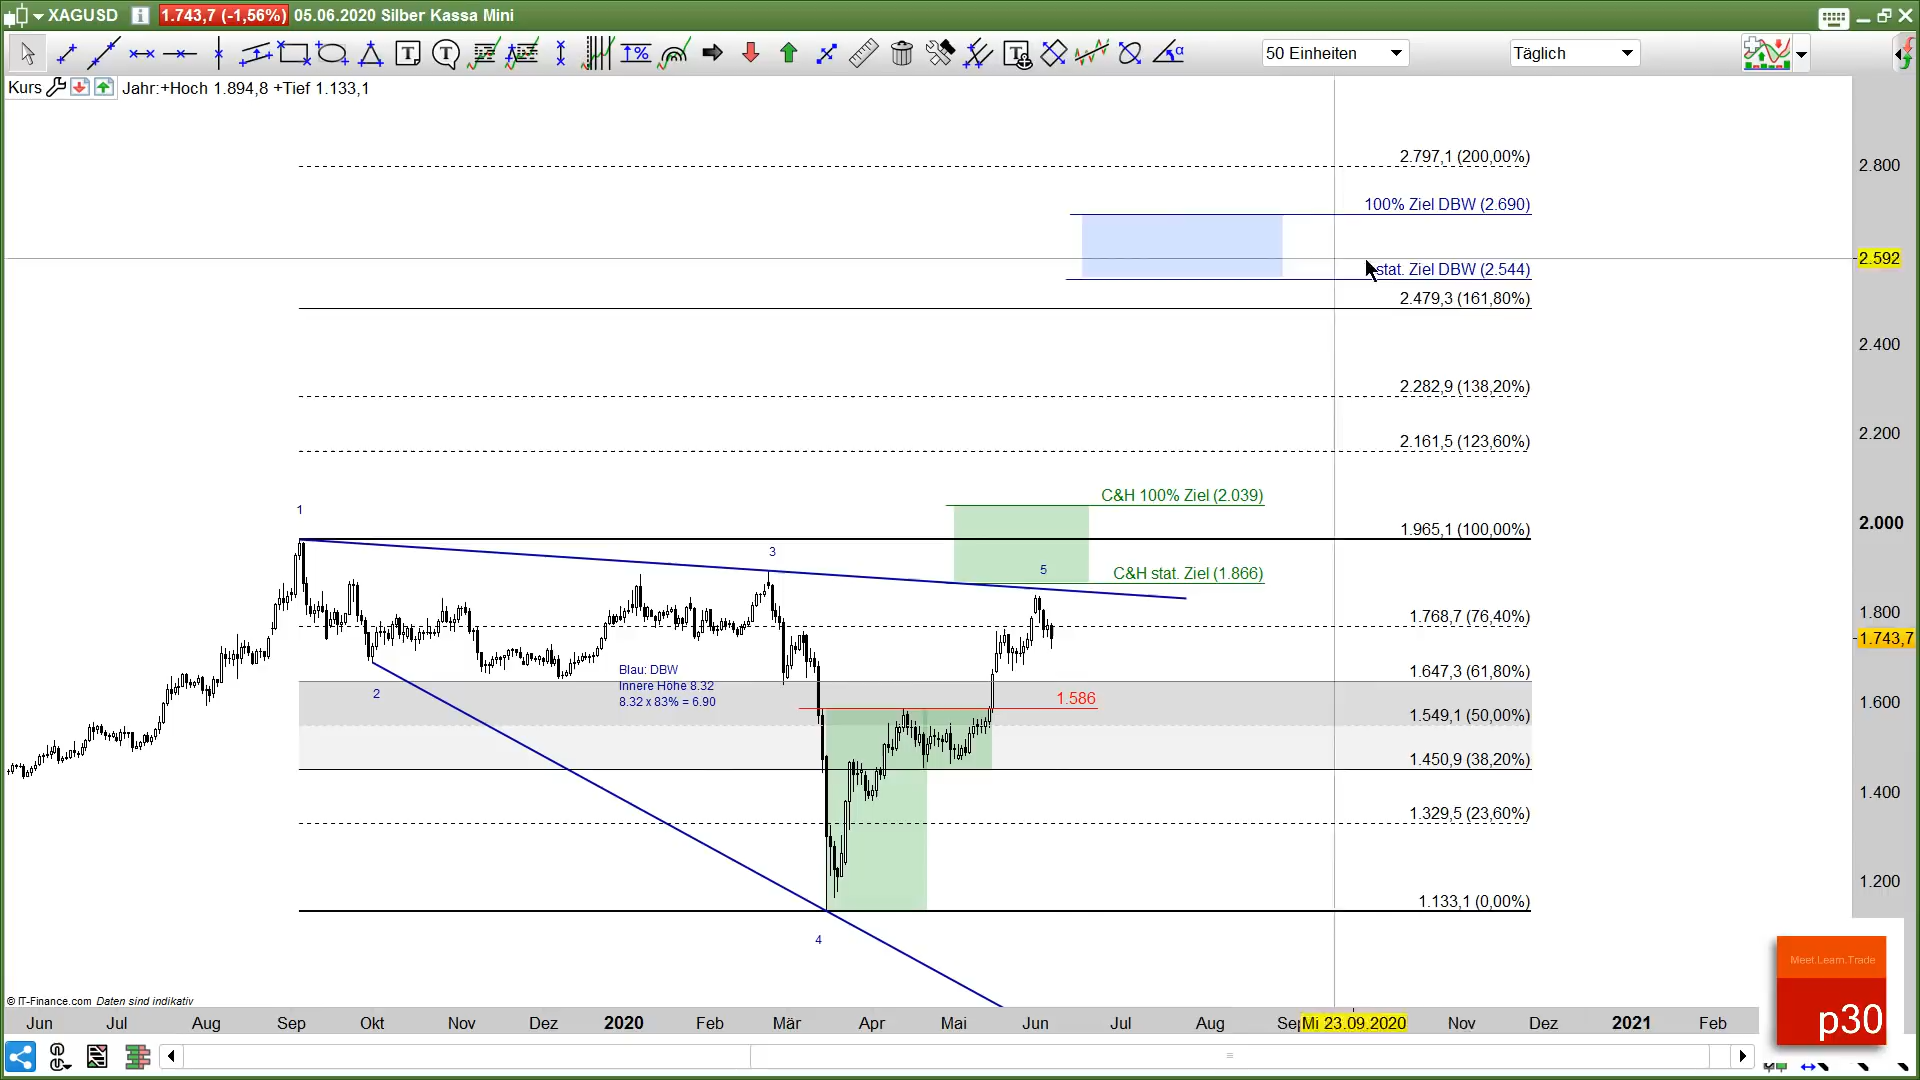 XAGUSD i 1.743,7 (-1,56%) 05.06.2020 Silber Kassa Mini
50 Einheiten
Täglich
Kurs Jahr:+Hoch 1.894,8 +Tief 1.133,1
2.797,1 (200,00%)
2.800
100% Ziel DBW (2.690)
2.592
stat. Ziel DBW (2.544)
2.479,3 (161,80%)
2.400
2.282,9 (138,20%)
2.161,5 (123,60%)
2.200
C&H 100% Ziel (2.039)
1
1.965,1 (100,00%)
2.000
3
5
C&H stat. Ziel (1.866)
1.768,7 (76,40%)
1.800
1.743,7
Blau: DBW
Innere Höhe 8.32
8.32 x 83% = 6.90
2
1.586
1.647,3 (61,80%)
1.600
1.549,1 (50,00%)
1.450,9 (38,20%)
1.400
1.329,5 (23,60%)
1.200
1.133,1 (0,00%)
4
Meet.Learn.Trade
p30
© IT-Finance.com Daten sind indikativ
Jun Jul Aug Sep Okt Nov Dez 2020 Feb Mär Apr Mai Jun Jul Aug Mi 23.09.2020 Nov Dez 2021 Feb